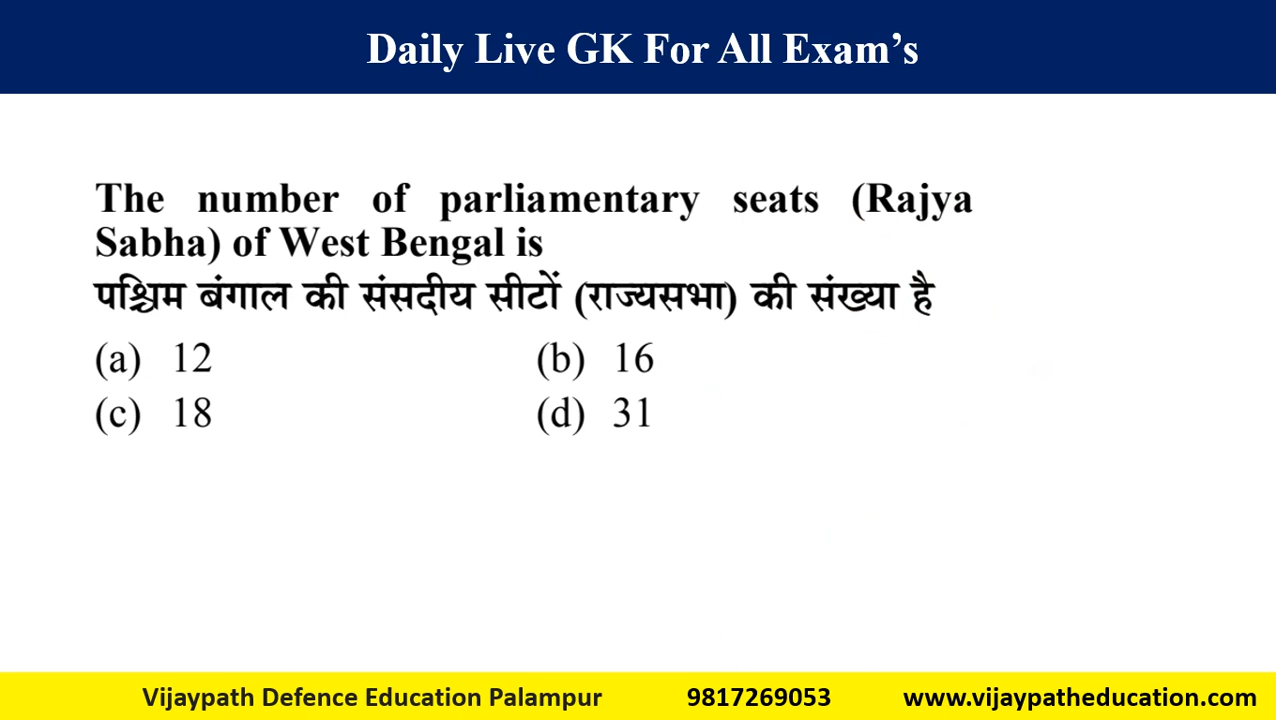 Daily Live GK For All Exam’s
The number of parliamentary seats (Rajya
Sabha) of West Bengal is
पश्चिम बंगाल की संसदीय सीटों (राज्यसभा) की संख्या है
(a) 12 (b) 16
(c) 18 (d) 31
Vijaypath Defence Education Palampur 9817269053 www.vijaypatheducation.com